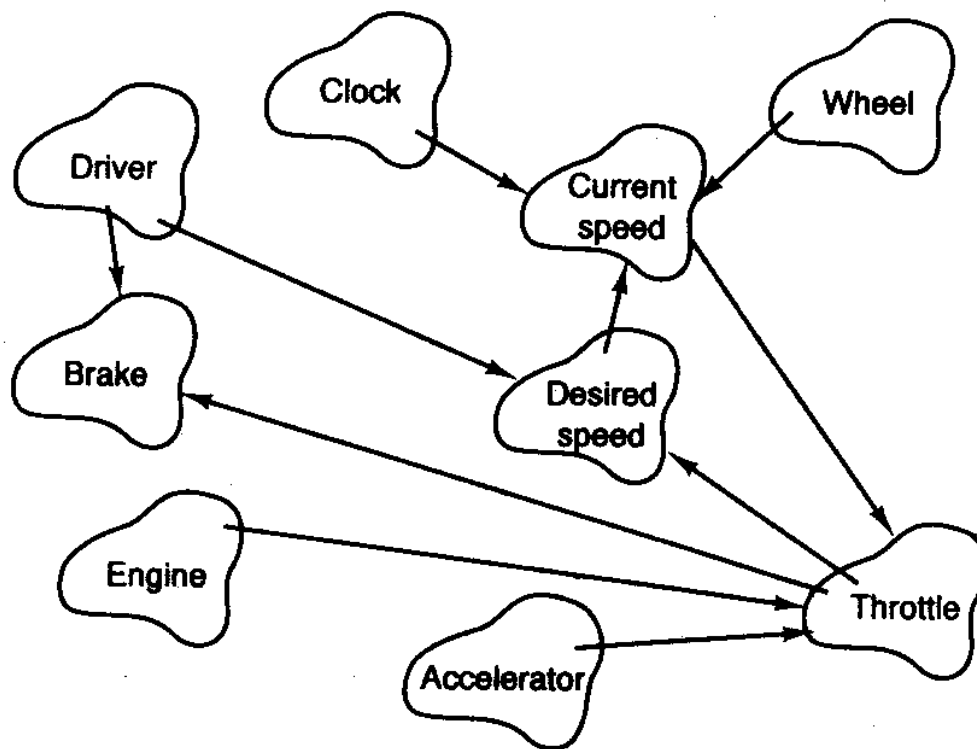 Clock
Wheel
Driver
Current
speed
Brake
Desired
speed
Engine
Throttle
Accelerator